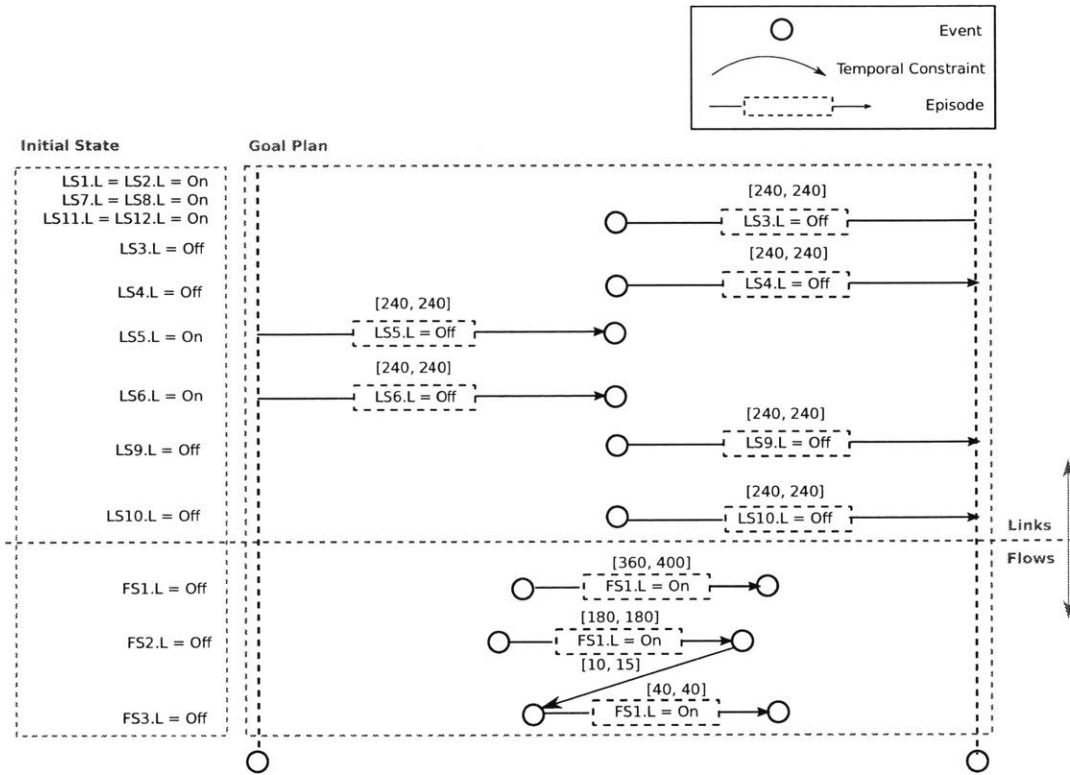 Event
Temporal Constraint
Episode
Initial State
Goal Plan
LS1.L = LS2.L = On
LS7.L = LS8.L = On
LS11.L = LS12.L = On
[240, 240]
LS3.L = Off
LS3.L = Off
[240, 240]
LS4.L = Off
LS4.L = Off
[240, 240]
LS5.L = On
LS5.L = Off
[240, 240]
LS6.L = On
LS6.L = Off
[240, 240]
LS9.L = Off
LS9.L = Off
[240, 240]
LS10.L = Off
LS10.L = Off
Links
Flows
[360, 400]
FS1.L = Off
FS1.L = On
[180, 180]
FS2.L = Off
FS1.L = On
[10, 15]
[40, 40]
FS3.L = Off
FS1.L = On